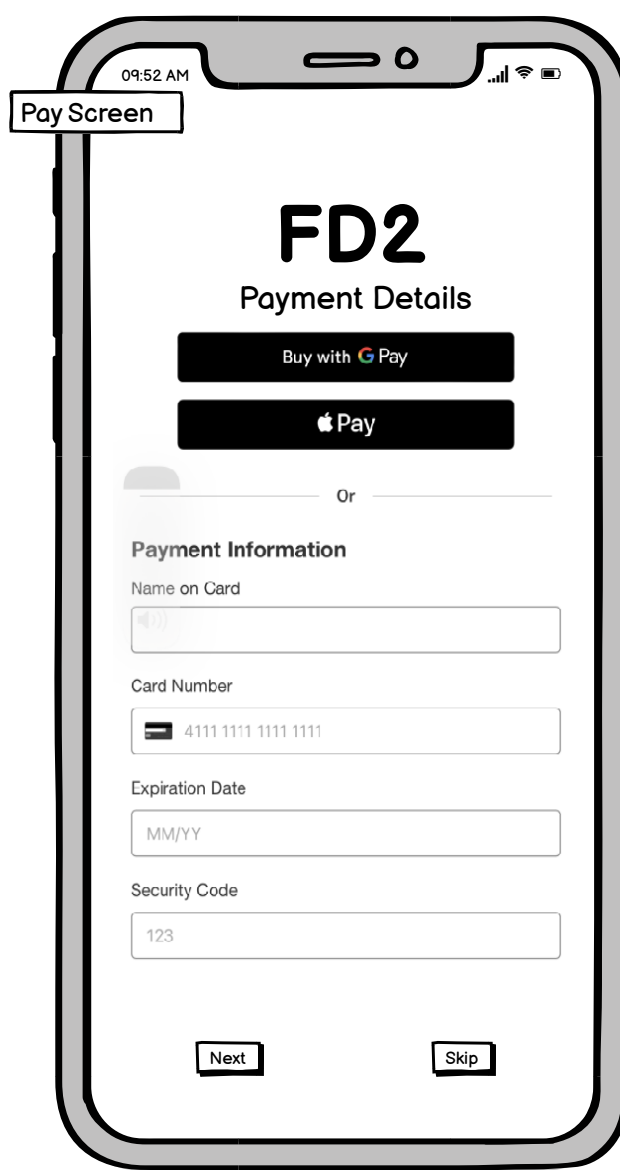 09:52 AM
Pay Screen
FD2
Payment Details
Buy with G Pay
Pay
Or
Payment Information
Name on Card
Card Number
4111 1111 1111 1111
Expiration Date
MM/YY
Security Code
123
Next
Skip